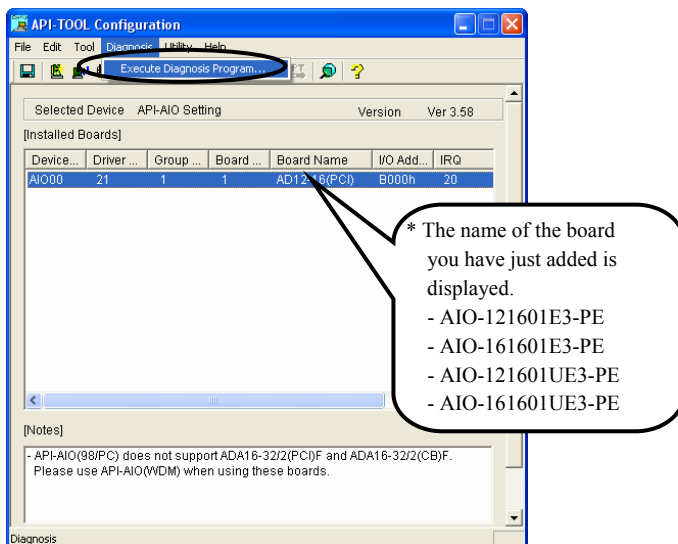 API-TOOL Configuration
File Edit Tool Diagnosis Utility Help
Execute Diagnosis Program...
Selected Device API-AIO Setting Version Ver 3.58
[Installed Boards]
Device... Driver ... Group ... Board ... Board Name I/O Add... IRQ
AIO00 21 1 1 AD12-16(PCI) B000h 20
* The name of the board
you have just added is
displayed.
- AIO-121601E3-PE
- AIO-161601E3-PE
- AIO-121601UE3-PE
- AIO-161601UE3-PE
[Notes]
- API-AIO(98/PC) does not support ADA16-32/2(PCI)F and ADA16-32/2(CB)F.
Please use API-AIO(WDM) when using these boards.
Diagnosis